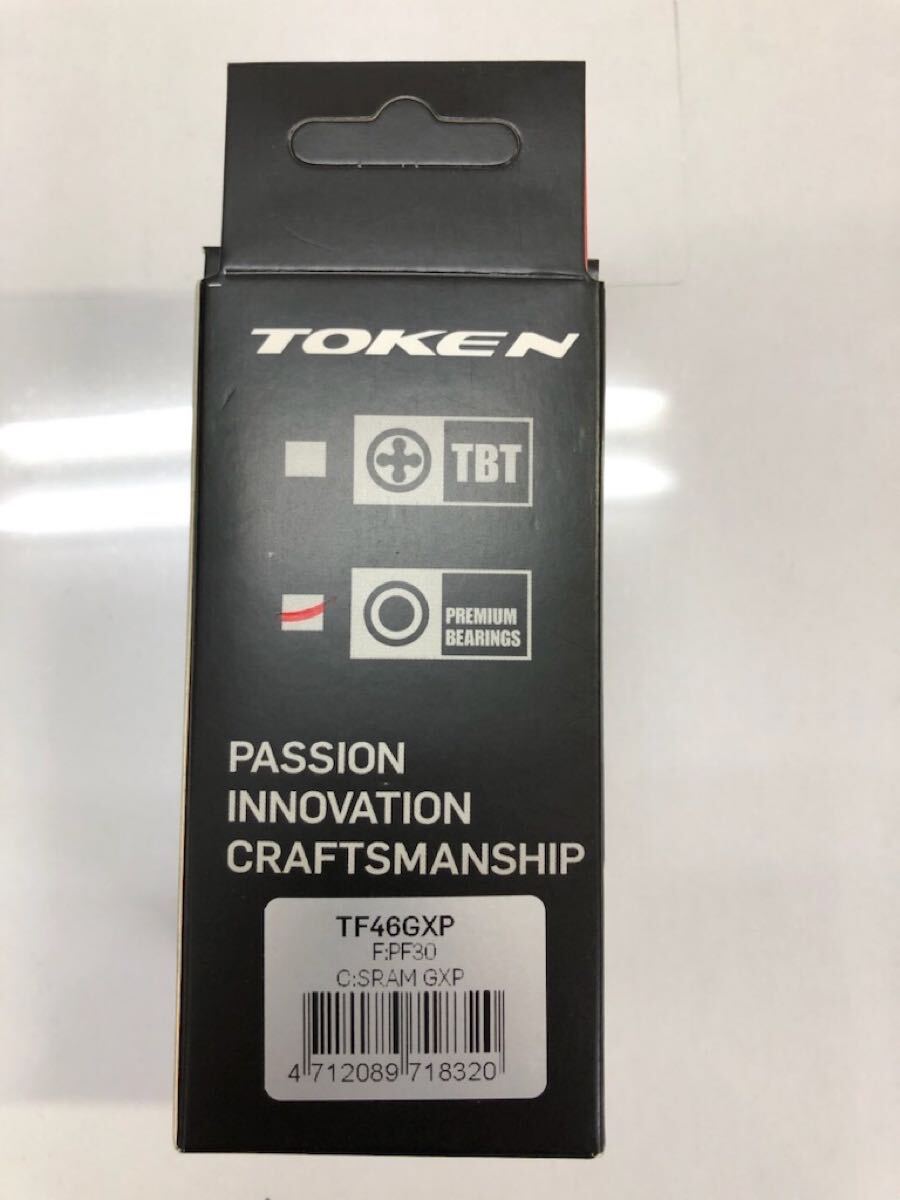 TOKEN
TBT
PREMIUM
BEARINGS
PASSION
INNOVATION
CRAFTSMANSHIP
TF46GXP
F:PF30
C:SRAM GXP
4 712089 718320